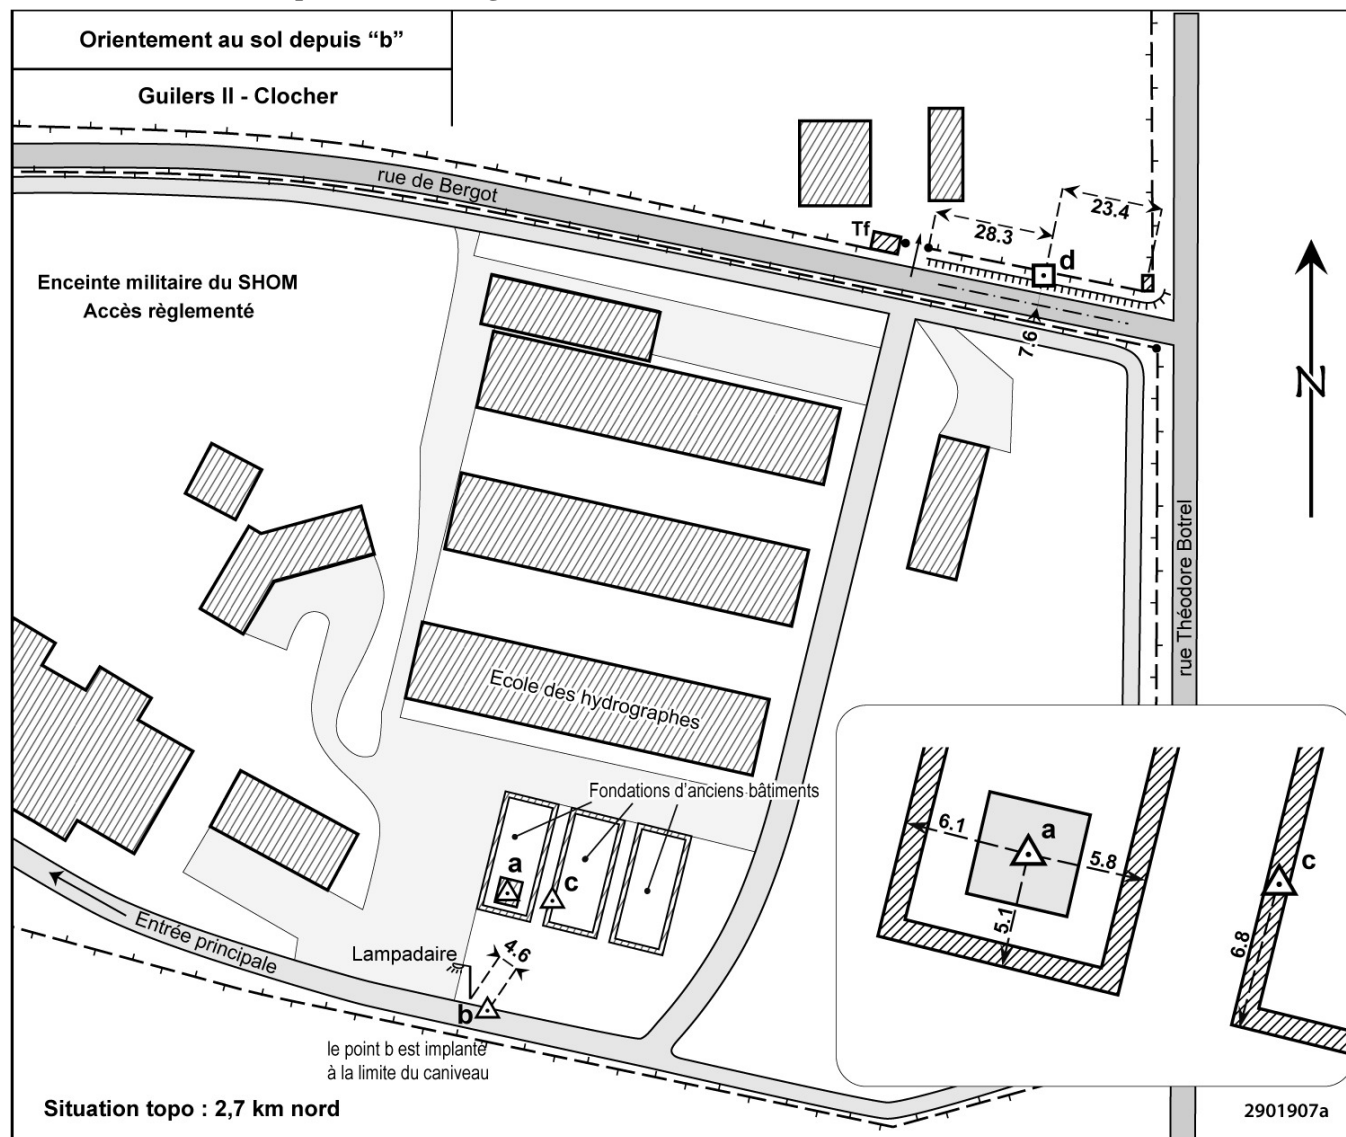 Orientement au sol depuis “b”
Guilers II - Clocher
rue de Bergot
Tf
28.3
23.4
d
7.6
Enceinte militaire du SHOM
Accès règlementé
N
rue Théodore Botrel
Ecole des hydrographes
Fondations d’anciens bâtiments
a
c
6.1
a
5.8
5.1
c
6.8
Entrée principale
Lampadaire
4.6
b
le point b est implanté
à la limite du caniveau
Situation topo : 2,7 km nord
2901907a